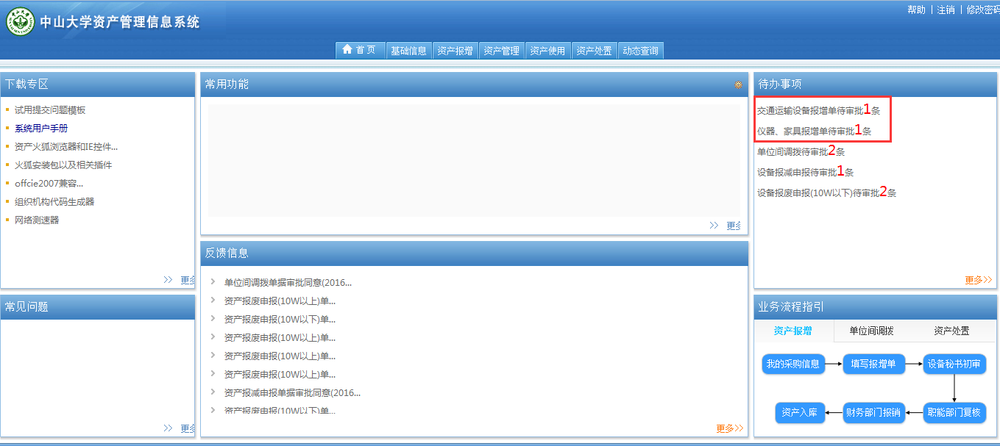 中山大学资产管理信息系统
帮助 | 注销 | 修改密码
首 页 基础信息 资产报增 资产管理 资产使用 资产处置 动态查询
下载专区
试用提交问题模板
系统用户手册
资产火狐浏览器和IE控件...
火狐安装包以及相关插件
offcie2007兼容...
组织机构代码生成器
网络测速器
>> 更多
常见问题
>> 更多
常用功能
>> 更多
反馈信息
单位间调拨单据审批同意(2016...
资产报废申报(10W以上)单...
资产报废申报(10W以下)单...
资产报废申报(10W以上)单...
资产报废申报(10W以上)单...
资产报废申报(10W以上)单...
资产报减申报单据审批同意(2016...
资产报废申报(10W以下)单...
更多>>
待办事项
交通运输设备报增单待审批1条
仪器、家具报增单待审批1条
单位间调拨待审批2条
设备报减申报待审批1条
设备报废申报(10W以下)待审批2条
更多>>
业务流程指引
资产报增 单位间调拨 资产处置
我的采购信息 填写报增单 设备秘书初审
资产入库 财务部门报销 职能部门复核